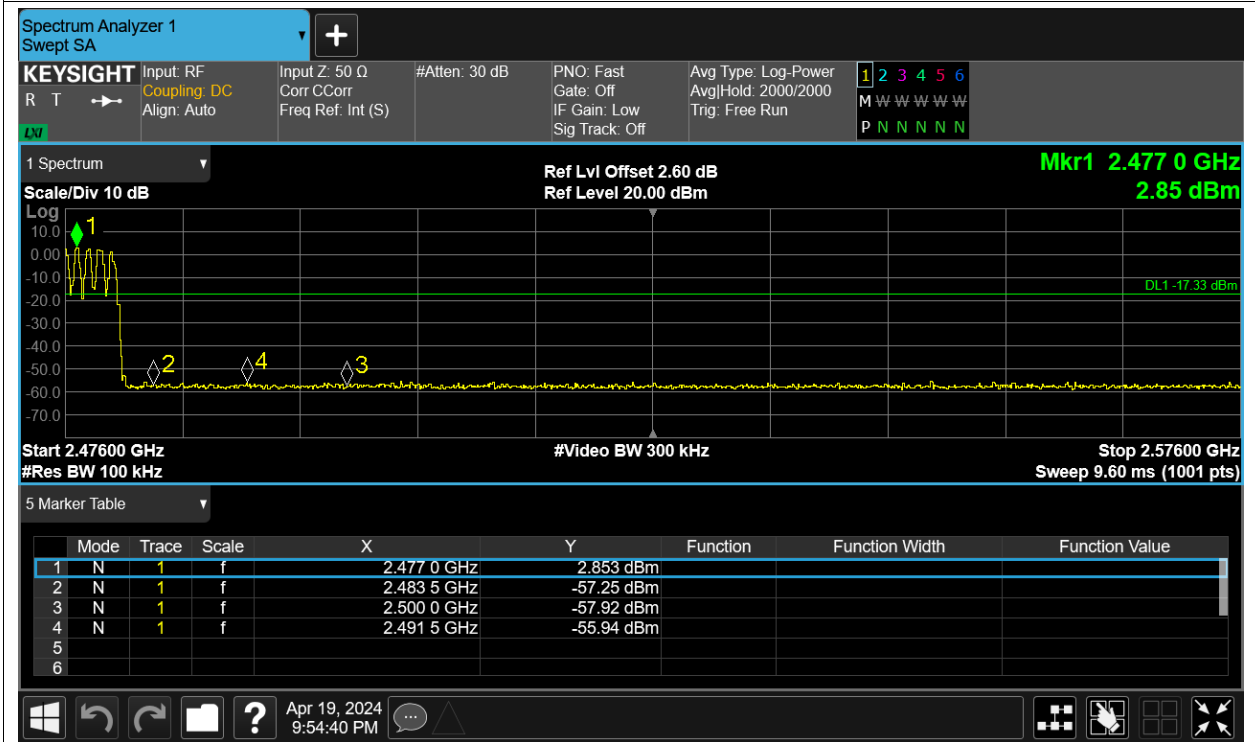 Spectrum Analyzer 1
Swept SA
+
KEYSIGHT Input: RF Input Z: 50 Ω #Atten: 30 dB PNO: Fast Avg Type: Log-Power 1 2 3 4 5 6
R T Coupling: DC Corr CCorr Gate: Off Avg|Hold: 2000/2000 M W W W W W
Align: Auto Freq Ref: Int (S) IF Gain: Low Trig: Free Run
LXI Sig Track: Off P N N N N N
1 Spectrum Ref Lvl Offset 2.60 dB Mkr1 2.477 0 GHz
Scale/Div 10 dB Ref Level 20.00 dBm 2.85 dBm
Log
10.0 1
0.00
-10.0
DL1 -17.33 dBm
-20.0
-30.0
-40.0
2 4 3
-50.0
-60.0
-70.0
Start 2.47600 GHz #Video BW 300 kHz Stop 2.57600 GHz
#Res BW 100 kHz Sweep 9.60 ms (1001 pts)
5 Marker Table
Mode Trace Scale X Y Function Function Width Function Value
1 N 1 f 2.477 0 GHz 2.853 dBm
2 N 1 f 2.483 5 GHz -57.25 dBm
3 N 1 f 2.500 0 GHz -57.92 dBm
4 N 1 f 2.491 5 GHz -55.94 dBm
5
6
? Apr 19, 2024
9:54:40 PM